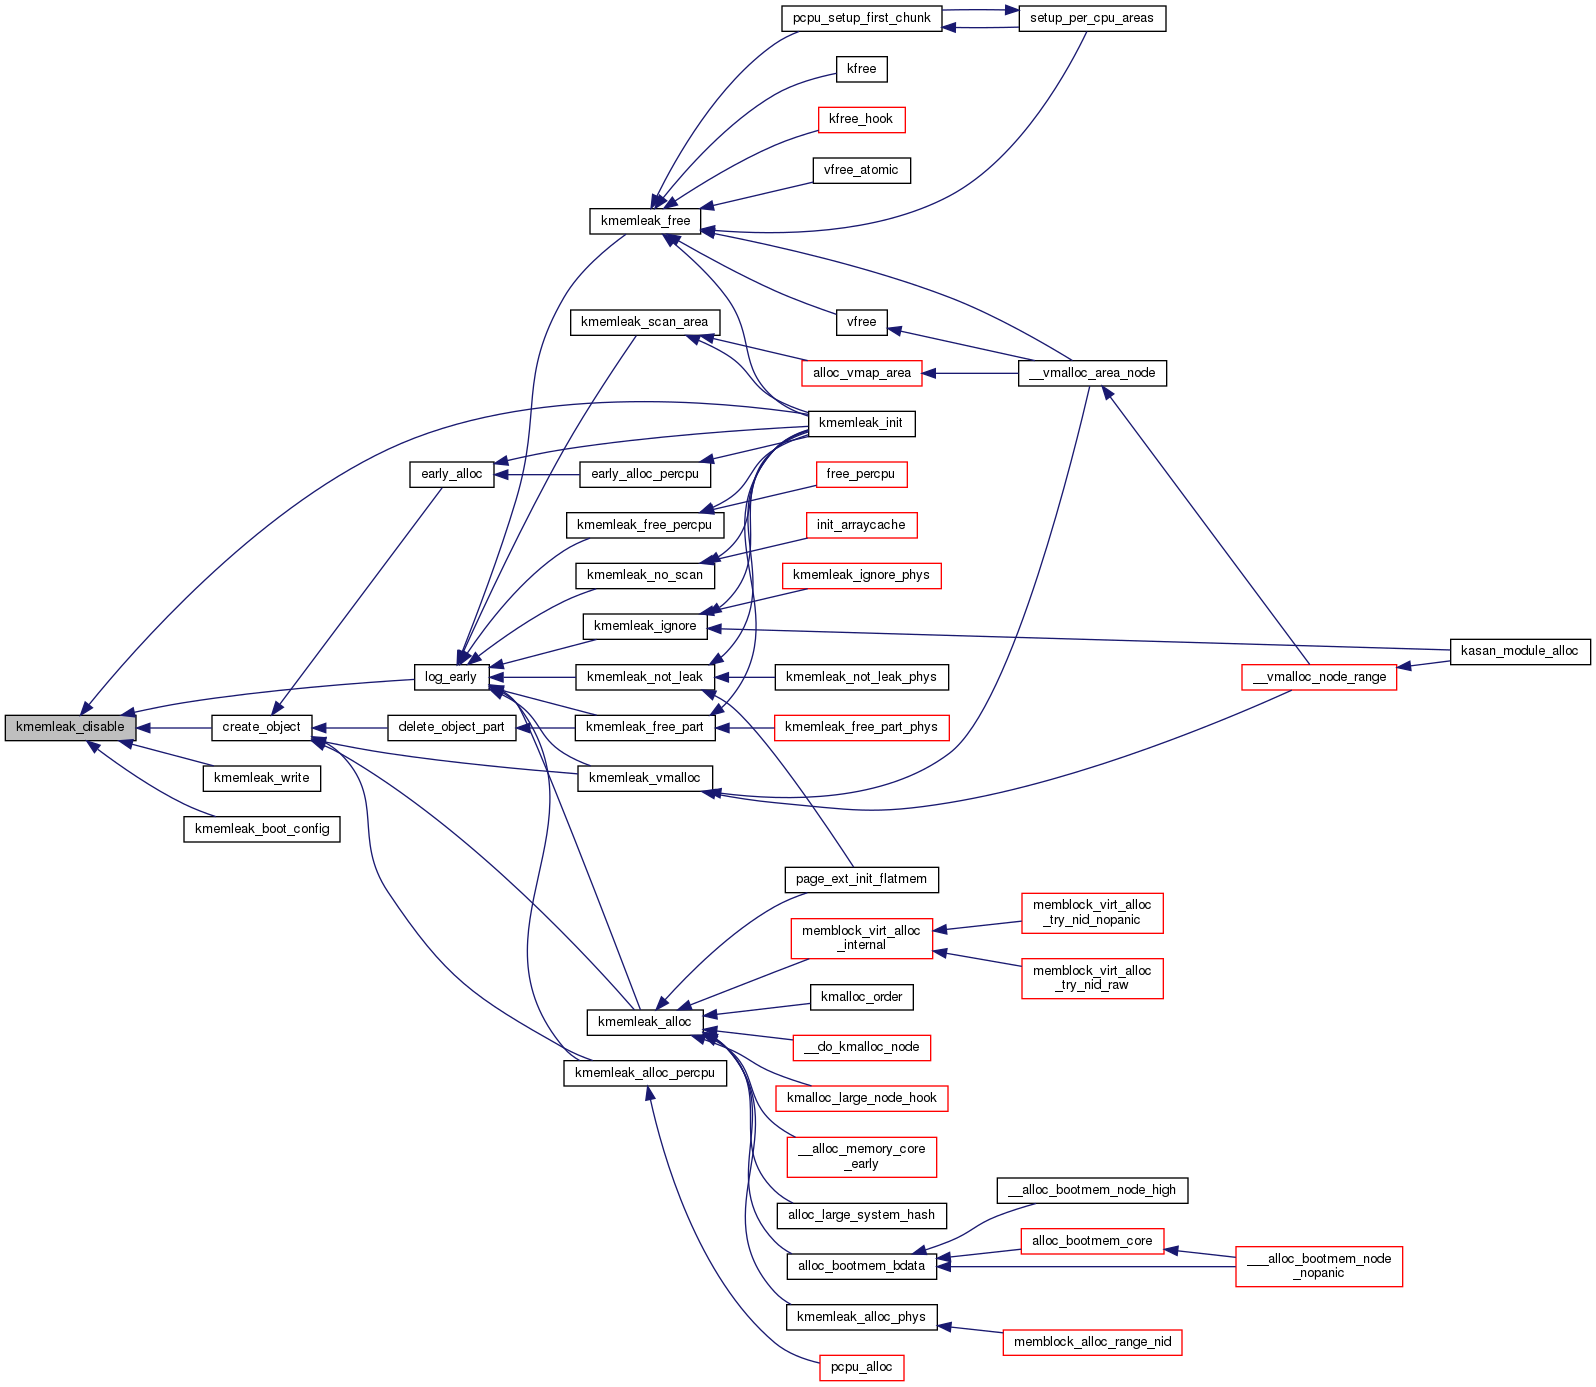 pcpu_setup_first_chunk
setup_per_cpu_areas
kfree
kfree_hook
vfree_atomic
kmemleak_free
kmemleak_scan_area
vfree
alloc_vmap_area
__vmalloc_area_node
kmemleak_init
early_alloc
early_alloc_percpu
free_percpu
kmemleak_free_percpu
init_arraycache
kmemleak_no_scan
kmemleak_ignore_phys
kmemleak_ignore
kasan_module_alloc
log_early
kmemleak_not_leak
kmemleak_not_leak_phys
__vmalloc_node_range
kmemleak_disable
create_object
delete_object_part
kmemleak_free_part
kmemleak_free_part_phys
kmemleak_write
kmemleak_vmalloc
kmemleak_boot_config
page_ext_init_flatmem
memblock_virt_alloc
_try_nid_nopanic
memblock_virt_alloc
_internal
memblock_virt_alloc
_try_nid_raw
kmalloc_order
kmemleak_alloc
__do_kmalloc_node
kmemleak_alloc_percpu
kmalloc_large_node_hook
__alloc_memory_core
_early
__alloc_bootmem_node_high
alloc_large_system_hash
alloc_bootmem_core
alloc_bootmem_bdata
___alloc_bootmem_node
_nopanic
kmemleak_alloc_phys
memblock_alloc_range_nid
pcpu_alloc